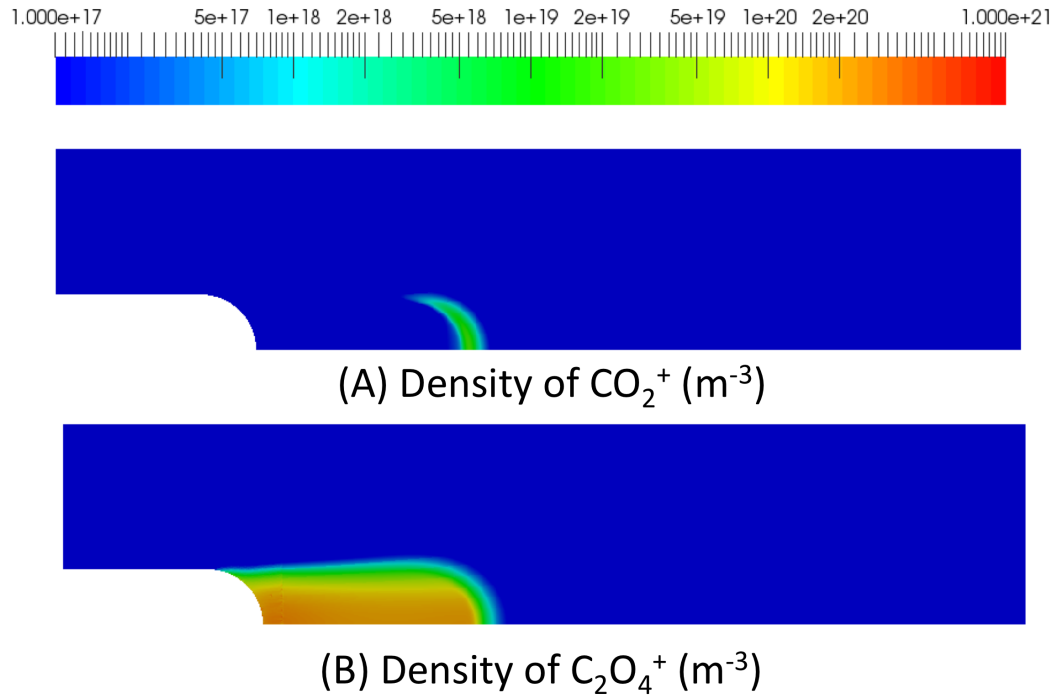 1.000e+17 5e+17 1e+18 2e+18 5e+18 1e+19 2e+19 5e+19 1e+20 2e+20 1.000e+21
(A) Density of CO₂⁺ (m⁻³)
(B) Density of C₂O₄⁺ (m⁻³)